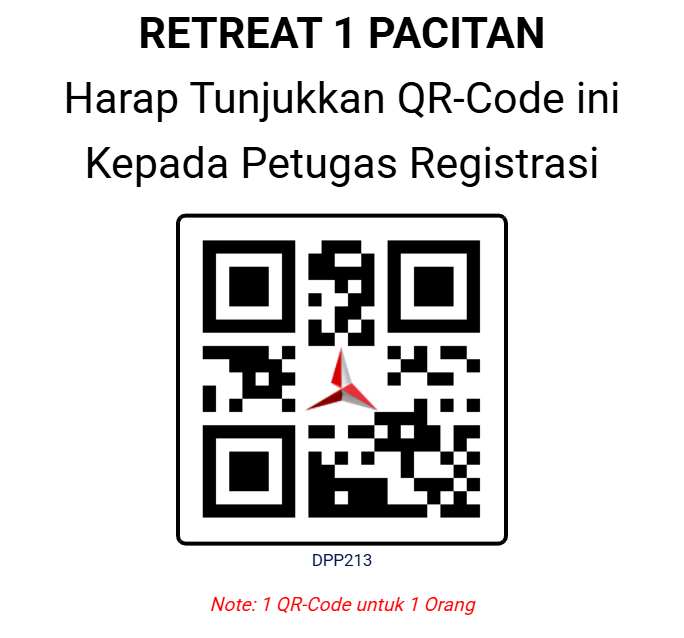 RETREAT 1 PACITAN
Harap Tunjukkan QR-Code ini
Kepada Petugas Registrasi
DPP213
Note: 1 QR-Code untuk 1 Orang